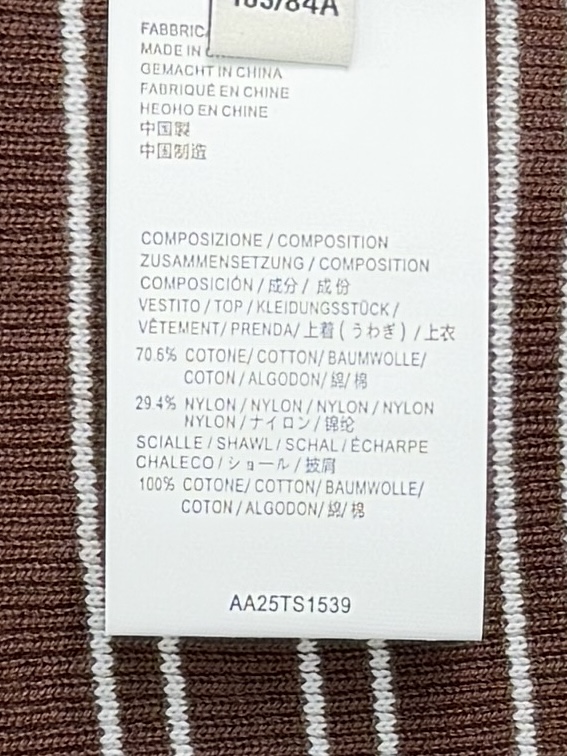 165/84A
FABBRIC
MADE IN
GEMACHT IN CHINA
FABRIQUÉ EN CHINE
HEOHO EN CHINE
中国製
中国制造
COMPOSIZIONE / COMPOSITION
ZUSAMMENSETZUNG / COMPOSITION
COMPOSICIÓN / 成分 / 成份
VESTITO / TOP / KLEIDUNGSSTÜCK /
VÊTEMENT/ PRENDA/ 上着 ( うわぎ ) / 上衣
70.6% COTONE/ COTTON/ BAUMWOLLE/
COTON / ALGODON/ 綿/ 棉
29.4% NYLON / NYLON / NYLON / NYLON
NYLON / ナイロン / 锦纶
SCIALLE / SHAWL / SCHAL / ÉCHARPE
CHALECO / ショール / 披肩
100% COTONE/ COTTON/ BAUMWOLLE/
COTON / ALGODON/ 綿/ 棉
AA25TS1539